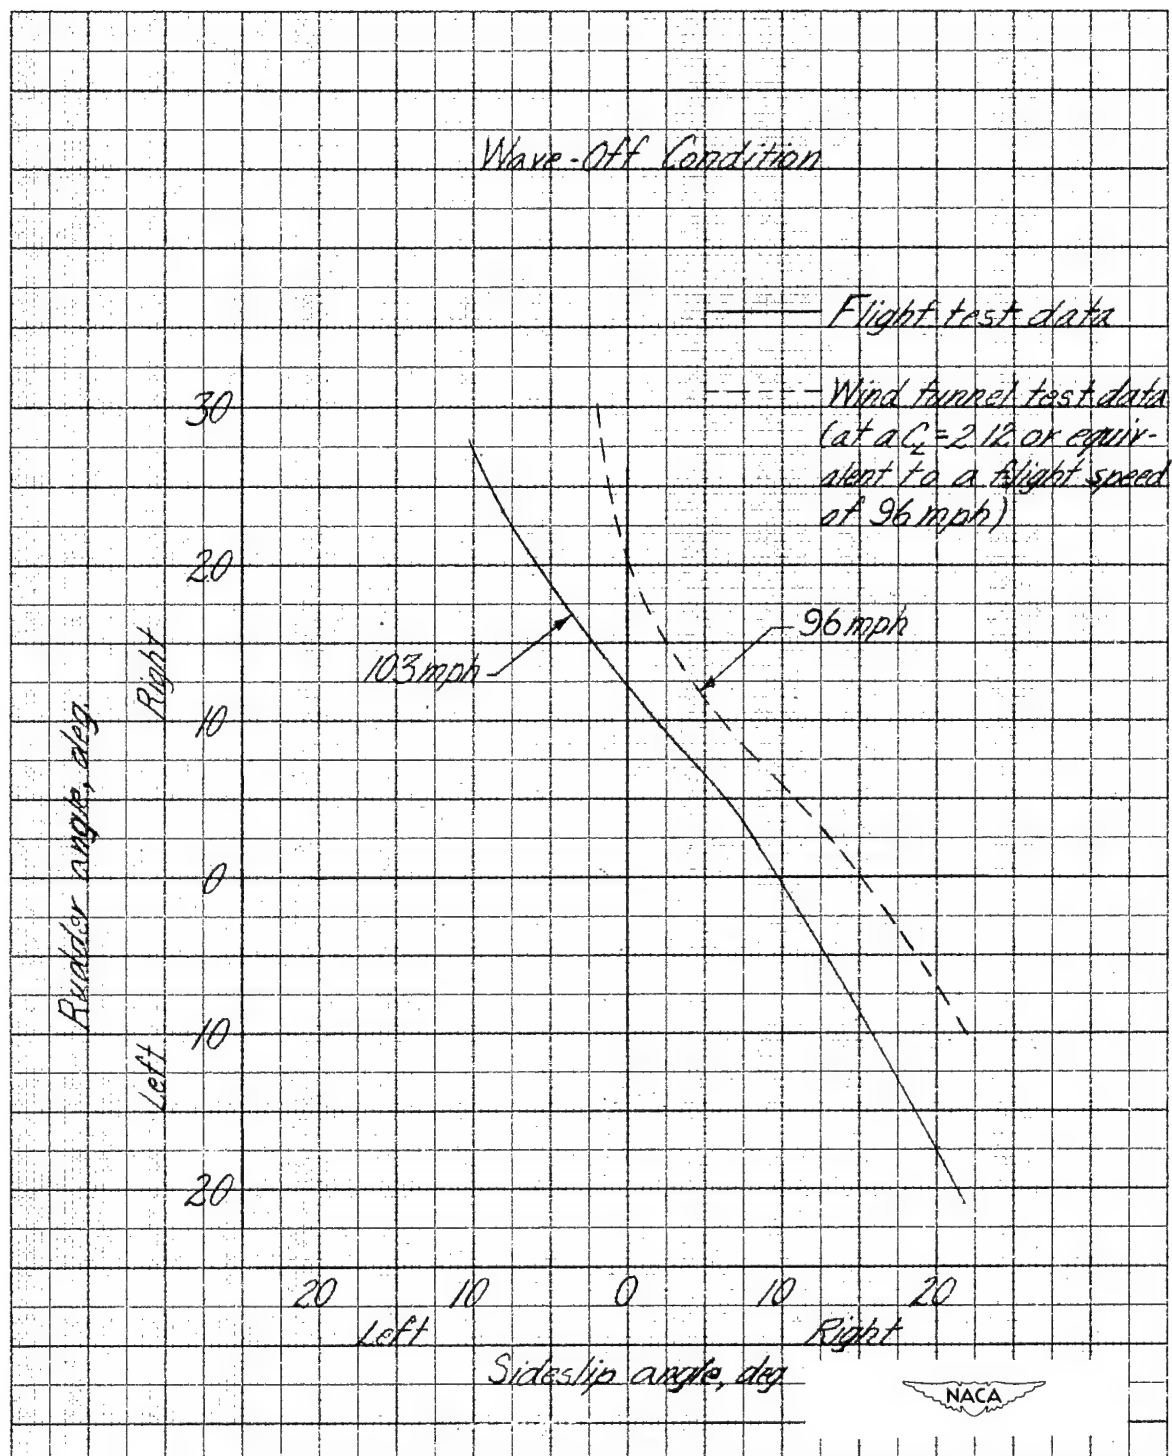 Wave-Off Condition
Flight test data
Wind tunnel test data
(at a C_L = 2.12 or equiv-
alent to a flight speed
of 96 mph)
30
20
96 mph
103 mph
Right
10
Rudder angle, deg.
0
10
Left
20
20 10 0 10 20
Left Right
Sideslip angle, deg
NACA